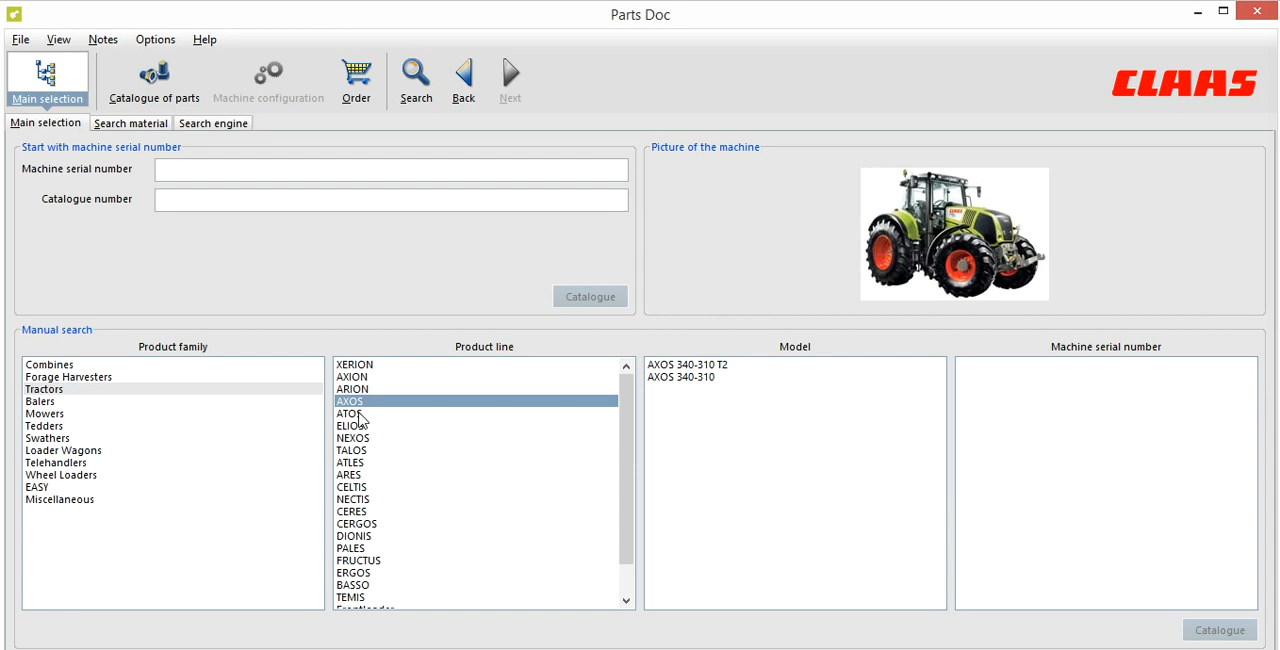 Parts Doc
File View Notes Options Help
Main selection
Catalogue of parts
Machine configuration
Order
Search
Back
Next
CLAAS
Main selection Search material Search engine
Start with machine serial number
Machine serial number
Catalogue number
Catalogue
Picture of the machine
Manual search
Product family
Combines
Forage Harvesters
Tractors
Balers
Mowers
Tedders
Swathers
Loader Wagons
Telehandlers
Wheel Loaders
EASY
Miscellaneous
Product line
XERION
AXION
ARION
AXOS
ATOS
ELIOS
NEXOS
TALOS
ATLES
ARES
CELTIS
NECTIS
CERES
CERGOS
DIONIS
PALES
FRUCTUS
ERGOS
BASSO
TEMIS
Model
AXOS 340-310 T2
AXOS 340-310
Machine serial number
Catalogue